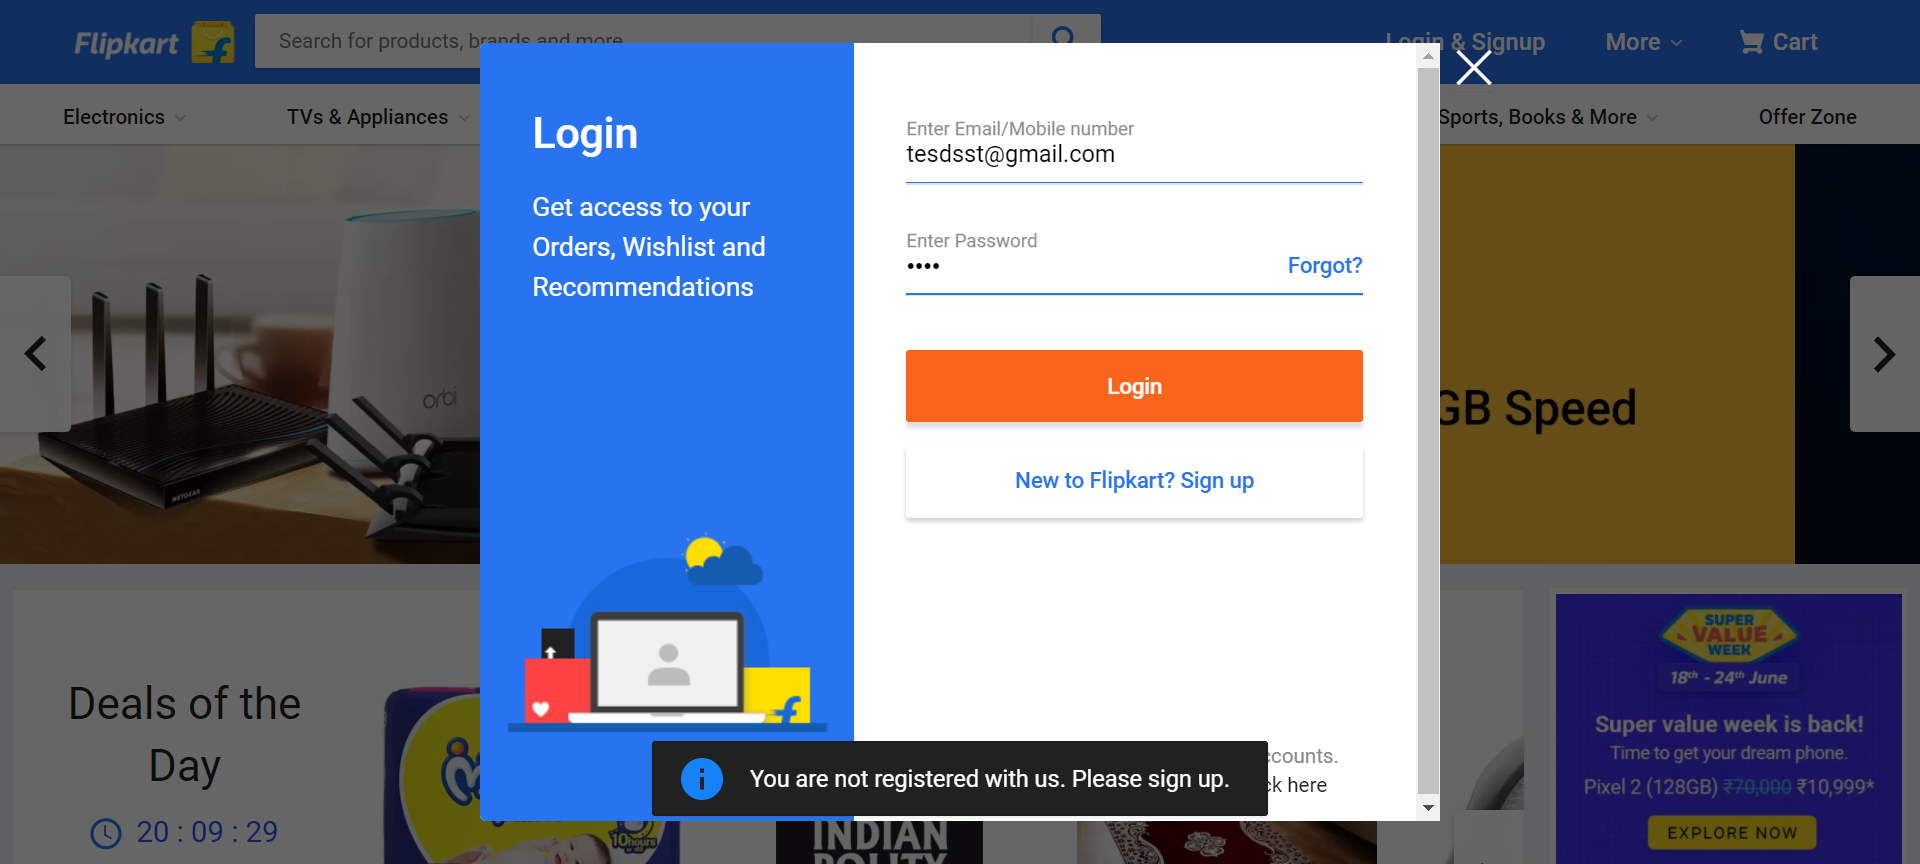 Flipkart
Search for products, brands and more
Login & Signup
More
Cart
Electronics
TVs & Appliances
Sports, Books & More
Offer Zone
Login
Get access to your
Orders, Wishlist and
Recommendations
Enter Email/Mobile number
tesdsst@gmail.com
Enter Password
••••
Forgot?
Login
New to Flipkart? Sign up
orbi
NETGEAR
GB Speed
Deals of the
Day
20 : 09 : 29
10hours
INDIAN
POLITY
You are not registered with us. Please sign up.
ccounts.
ck here
SUPER
VALUE
WEEK
18th - 24th June
Super value week is back!
Time to get your dream phone.
Pixel 2 (128GB) ₹70,000 ₹10,999*
EXPLORE NOW